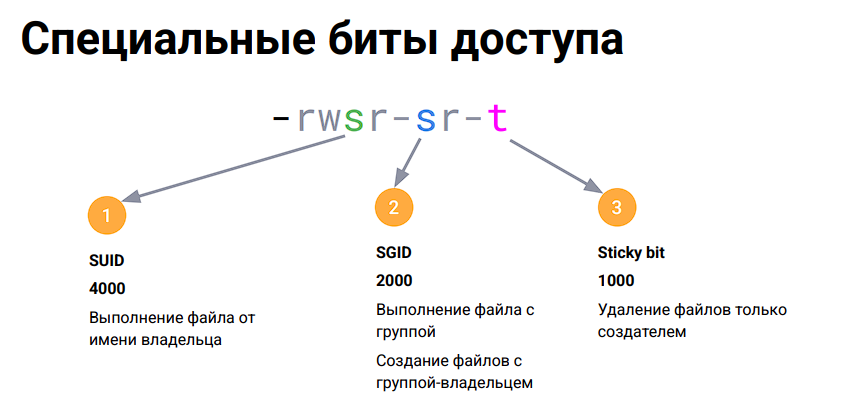 Специальные биты доступа
-rwsr-sr-t
1
2
3
SUID
4000
Выполнение файла от
имени владельца
SGID
2000
Выполнение файла с
группой
Создание файлов с
группой-владельцем
Sticky bit
1000
Удаление файлов только
создателем